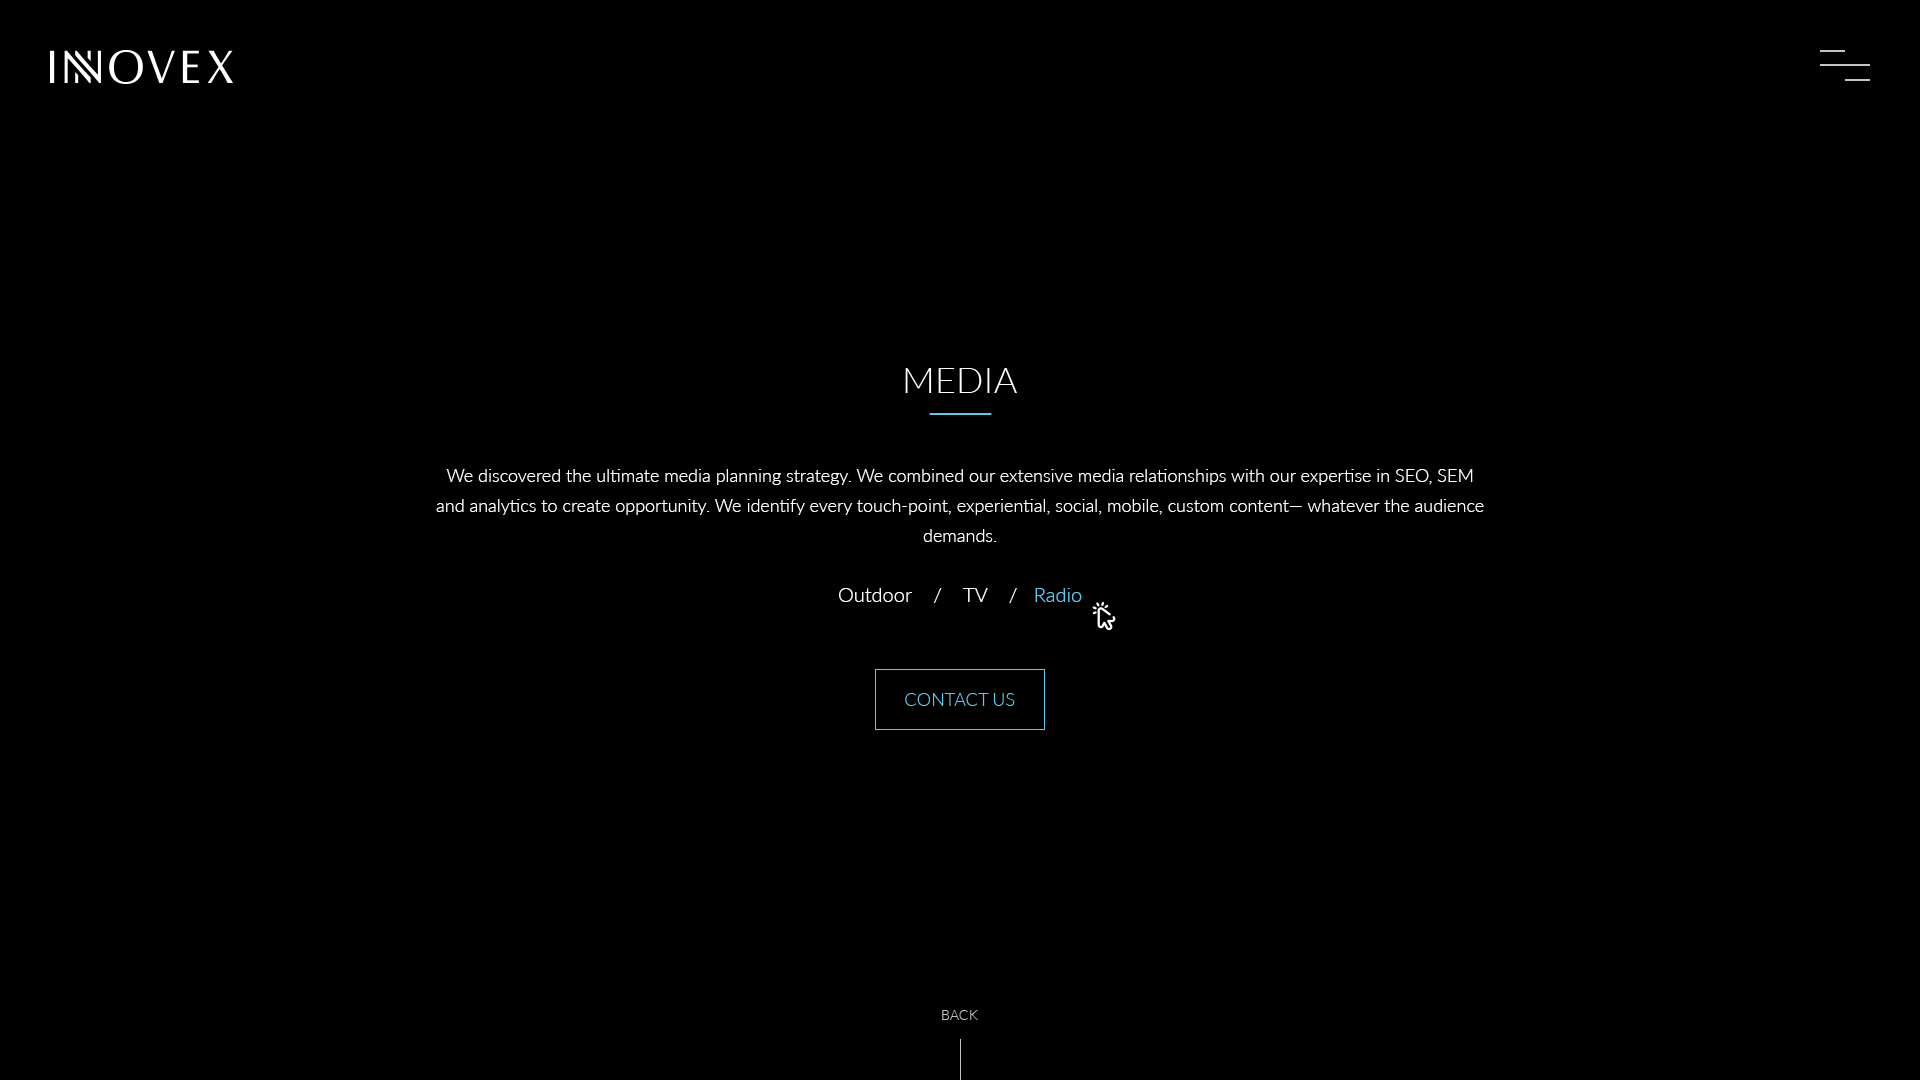 INNOVEX
MEDIA
We discovered the ultimate media planning strategy. We combined our extensive media relationships with our expertise in SEO, SEM
and analytics to create opportunity. We identify every touch-point, experiential, social, mobile, custom content— whatever the audience
demands.
Outdoor / TV / Radio
CONTACT US
BACK